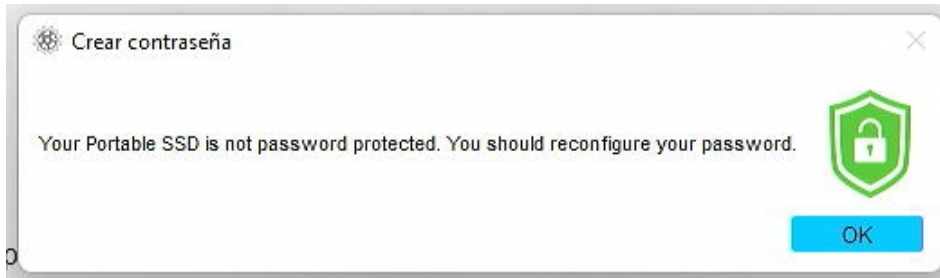 Crear contraseña
Your Portable SSD is not password protected. You should reconfigure your password.
OK